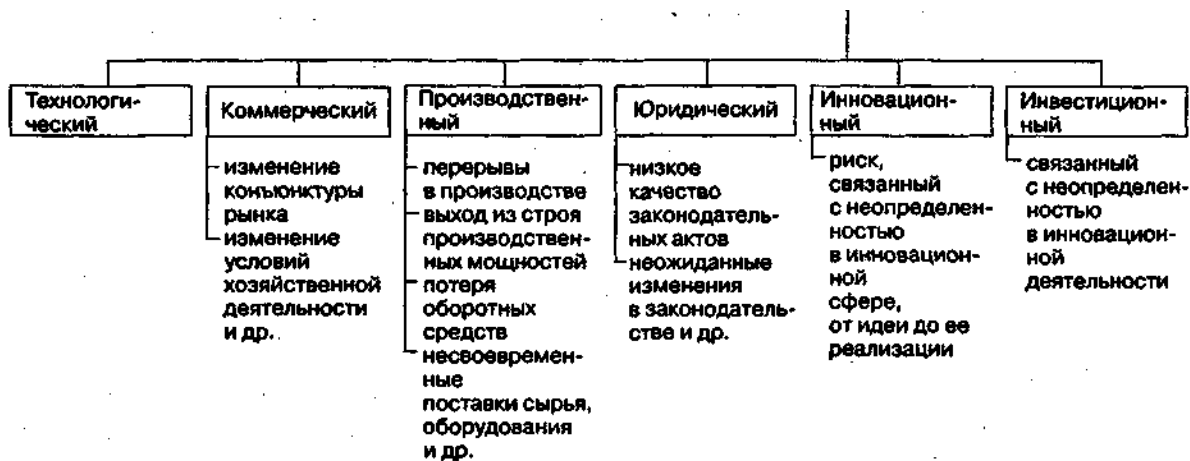 Технологи-
ческий
Коммерческий
изменение
конъюнктуры
рынка
изменение
условий
хозяйственной
деятельности
и др.
Производствен-
ный
перерывы
в производстве
выход из строя
производствен-
ных мощностей
потеря
оборотных
средств
несвоевремен-
ные
поставки сырья,
оборудования
и др.
Юридический
низкое
качество
законодатель-
ных актов
неожиданные
изменения
в законодатель-
стве и др.
Инновацион-
ный
риск,
связанный
с неопределен-
ностью
в инновацион-
ной
сфере,
от идеи до ее
реализации
Инвестицион-
ный
связанный
с неопределен-
ностью
в инновацион-
ной
деятельности